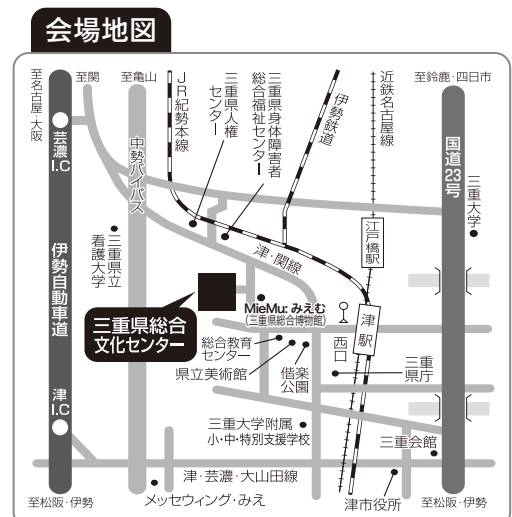 会場地図
至名古屋・大阪
至関
至亀山
JR紀勢本線
三重県人権
センター
三重県身体障害者
総合福祉センター
伊勢鉄道
近鉄名古屋線
至鈴鹿・四日市
芸濃
I.C
中勢バイパス
国道23号
三重大学
江戸橋駅
三重県立
看護大学
津・関線
伊勢自動車道
三重県総合
文化センター
MieMu:みえむ
(三重県総合博物館)
津駅
西口
総合教育
センター
県立美術館
偕楽
公園
三重
県庁
津
I.C
三重大学附属
小・中・特別支援学校
三重会館
津・芸濃・大山田線
至松阪・伊勢
メッセウィング・みえ
津市役所
至松阪・伊勢